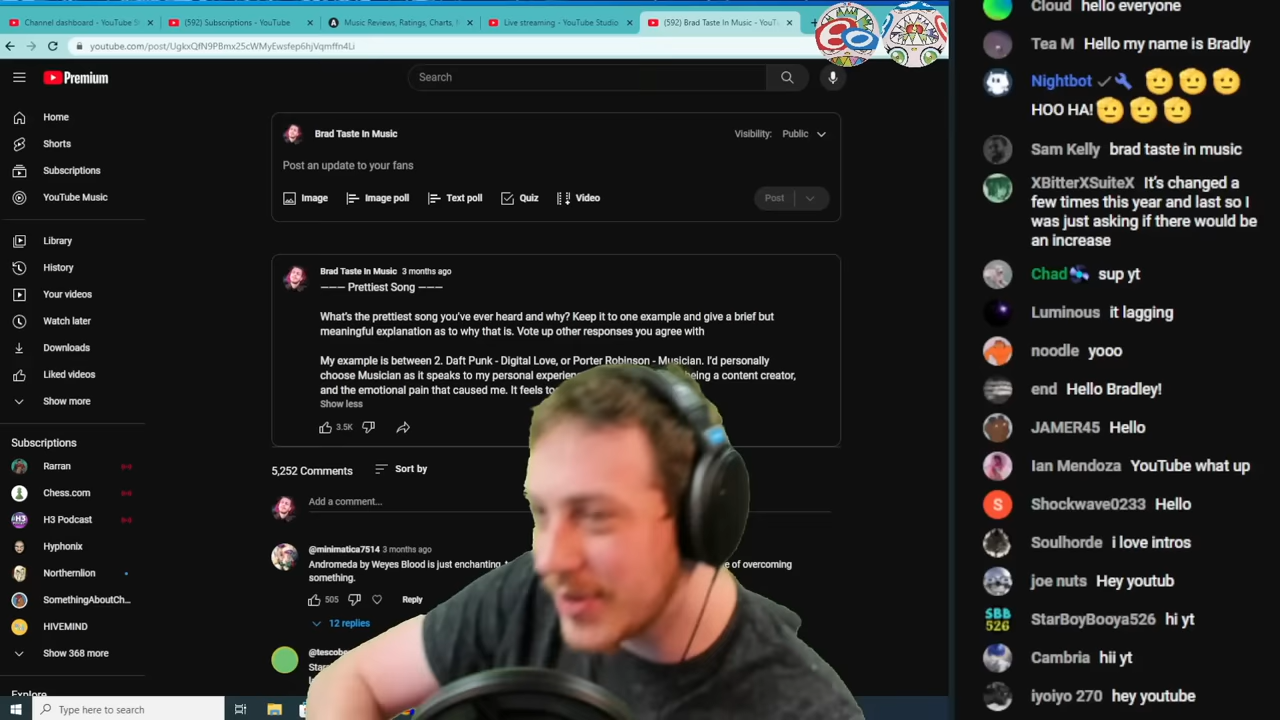 Channel dashboard - YouTube S
(592) Subscriptions - YouTube
Music Reviews, Ratings, Charts, N
Live streaming - YouTube Studio
(592) Brad Taste In Music - YouT
youtube.com/post/UgkxQfN9PBmx25cWMyEwsfep6hjVqmffn4Li
Premium
Search
Home
Shorts
Subscriptions
YouTube Music
Library
History
Your videos
Watch later
Downloads
Liked videos
Show more
Subscriptions
Rarran
Chess.com
H3 Podcast
Hyphonix
Northernlion
SomethingAboutCh...
HIVEMIND
Show 368 more
Explore
Brad Taste In Music
Visibility: Public
Post an update to your fans
Image
Image poll
Text poll
Quiz
Video
Post
Brad Taste In Music 3 months ago
——— Prettiest Song ———
What's the prettiest song you've ever heard and why? Keep it to one example and give a brief but
meaningful explanation as to why that is. Vote up other responses you agree with
My example is between 2. Daft Punk - Digital Love, or Porter Robinson - Musician. I'd personally
choose Musician as it speaks to my personal being a content creator,
and the emotional pain that caused me. It feels
Show less
3.5K
5,252 Comments
Sort by
Add a comment...
@minimatica7514 3 months ago
Andromeda by Weyes Blood is just enchanting, of overcoming
something.
505
Reply
12 replies
Type here to search
Cloud hello everyone
Tea M Hello my name is Bradly
Nightbot
HOO HA!
Sam Kelly brad taste in music
XBitterXSuiteX It's changed a
few times this year and last so I
was just asking if there would be
an increase
Chad sup yt
Luminous it lagging
noodle yooo
end Hello Bradley!
JAMER45 Hello
Ian Mendoza YouTube what up
S
Shockwave0233 Hello
Soulhorde i love intros
joe nuts Hey youtub
SBB
526
StarBoyBooya526 hi yt
Cambria hii yt
iyoiyo 270 hey youtube